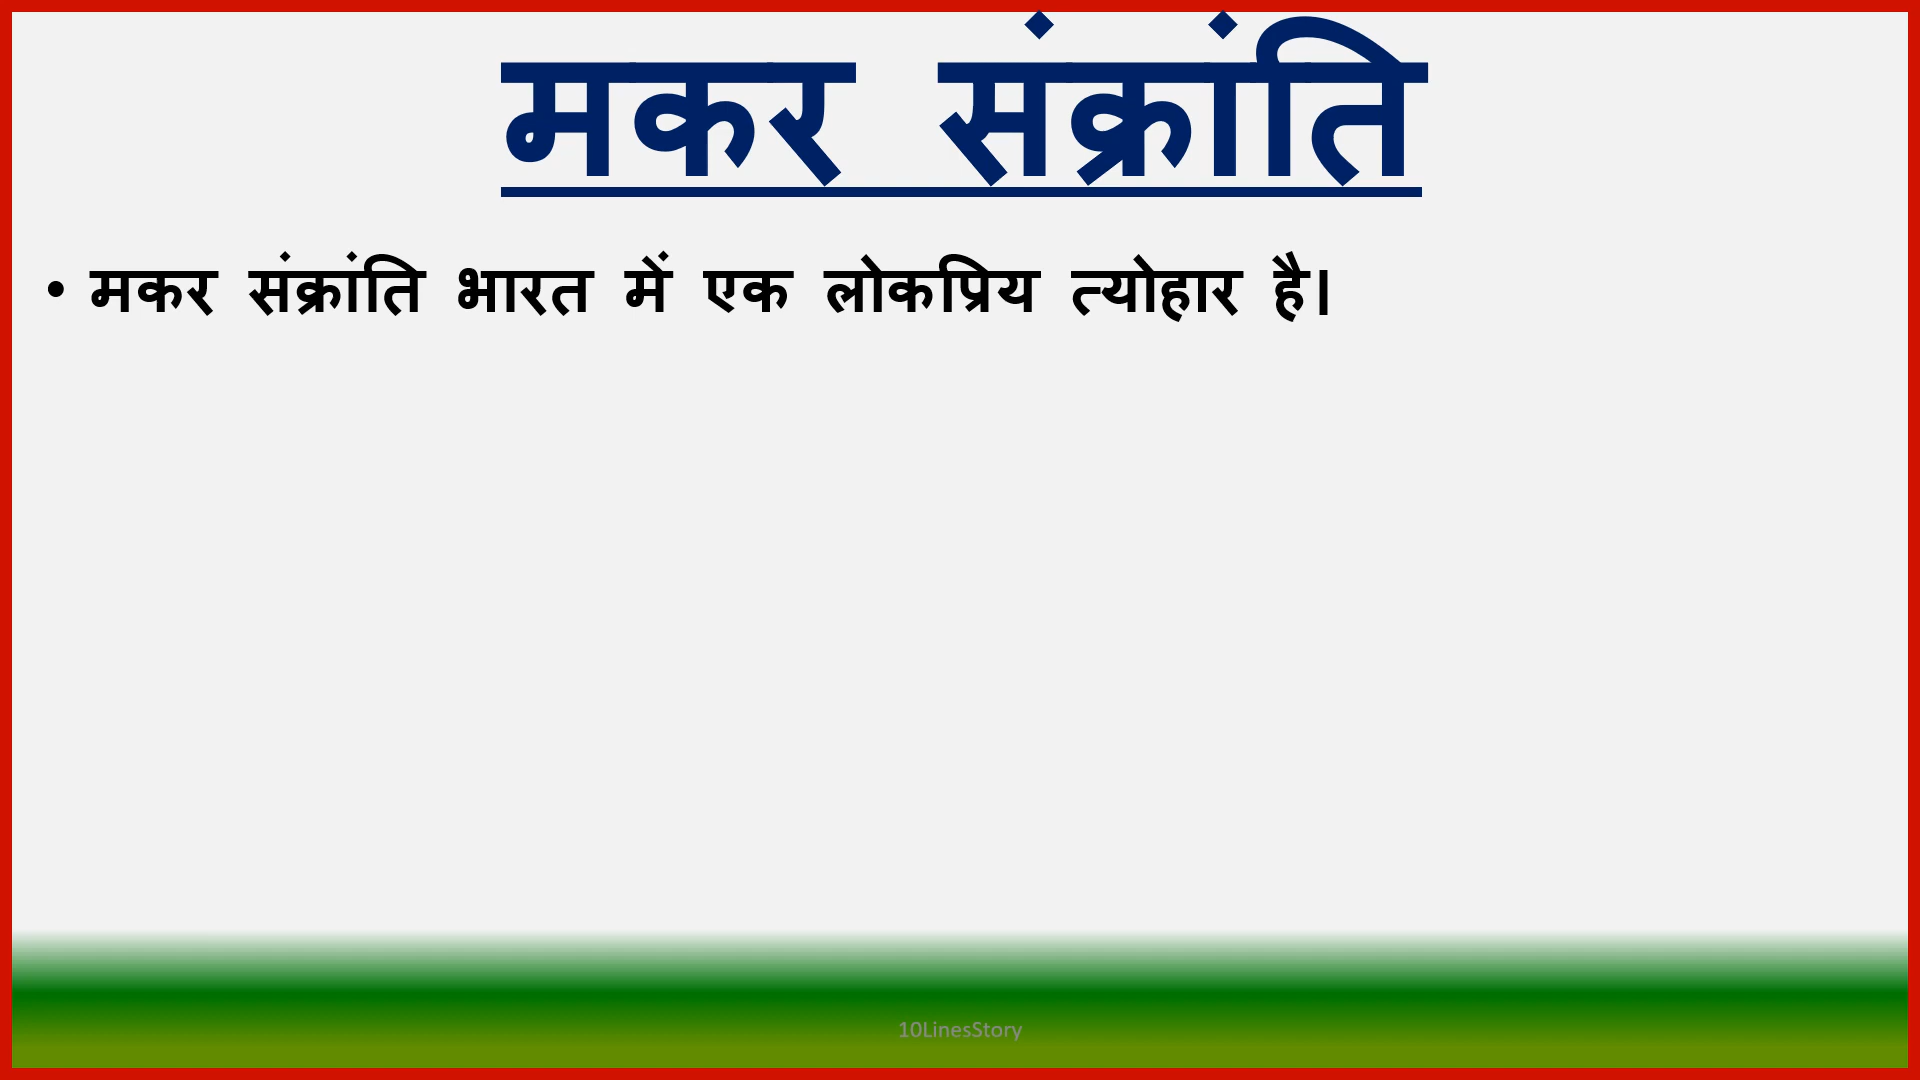 मकर संक्रांति
• मकर संक्रांति भारत में एक लोकप्रिय त्योहार है।
10LinesStory